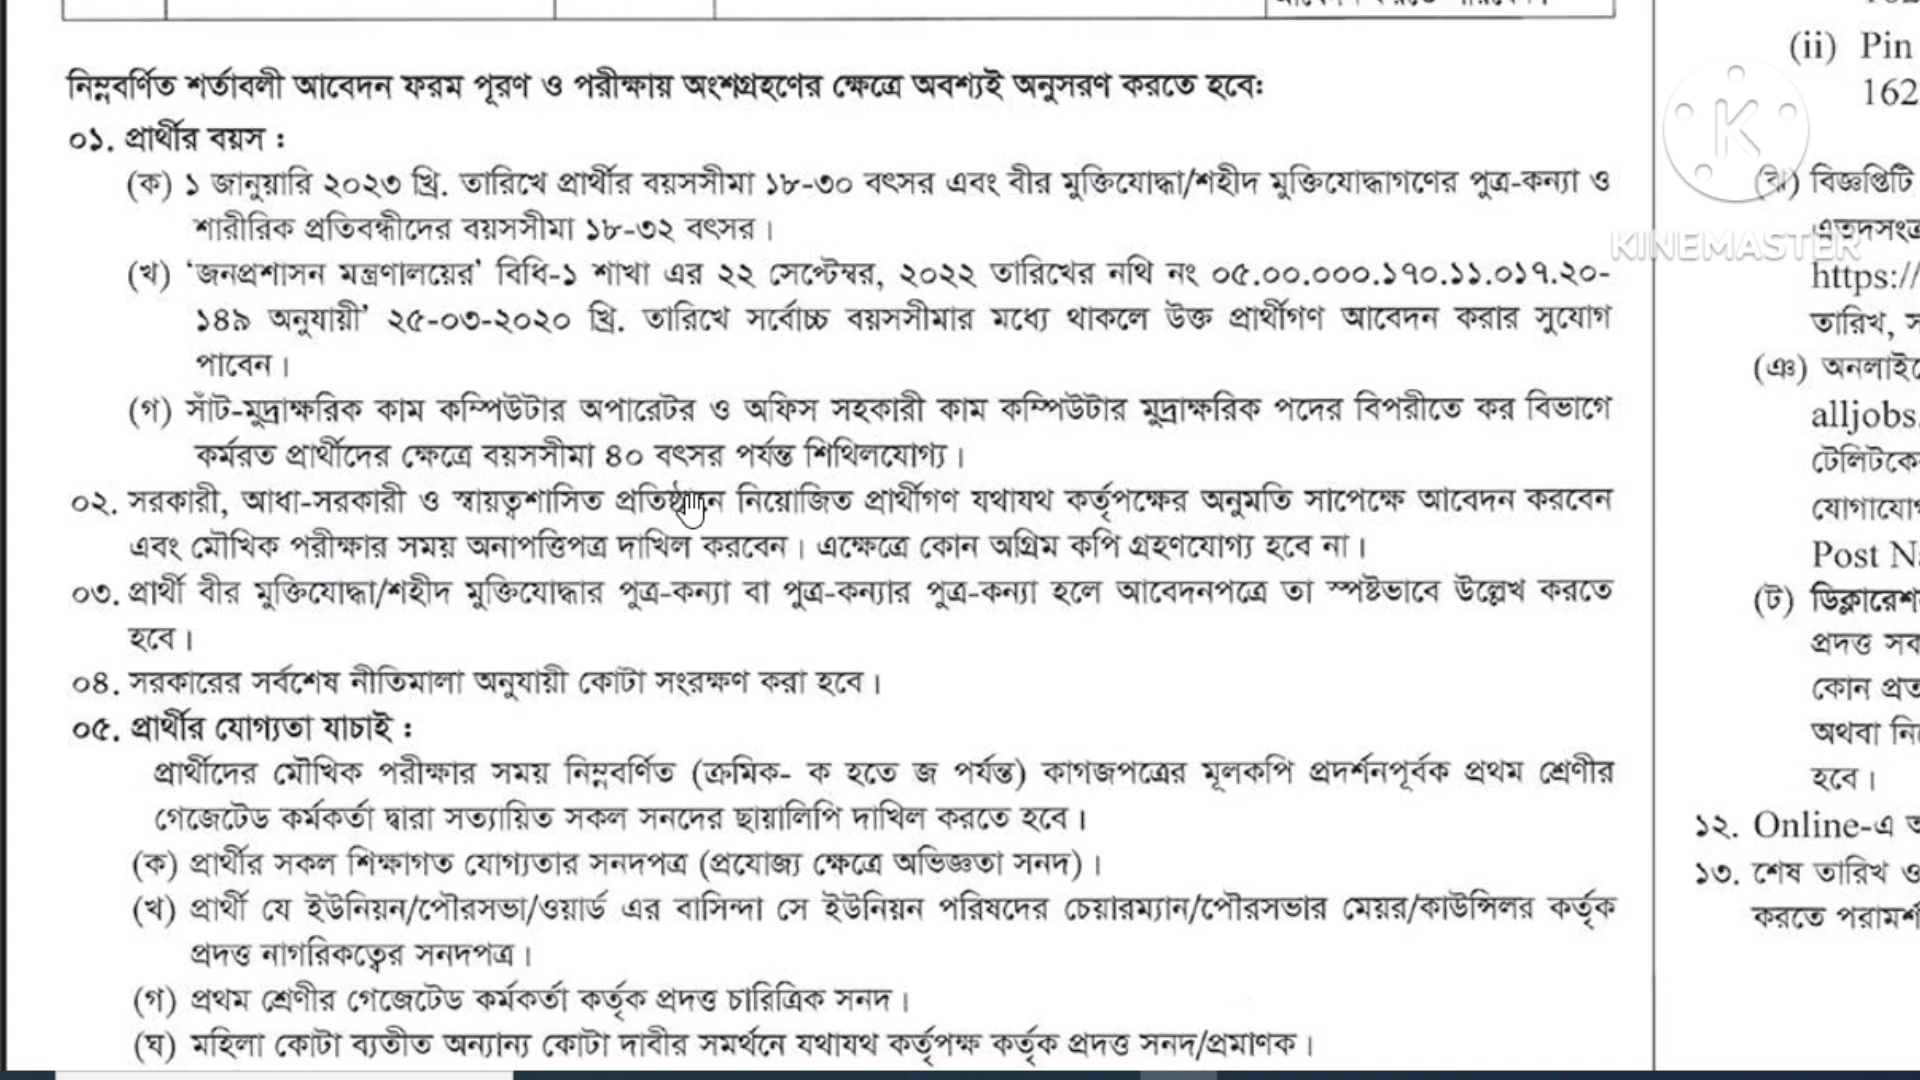 নিম্নবর্ণিত শর্তাবলী আবেদন ফরম পূরণ ও পরীক্ষায় অংশগ্রহণের ক্ষেত্রে অবশ্যই অনুসরণ করতে হবে:
০১. প্রার্থীর বয়স :
(ক) ১ জানুয়ারি ২০২৩ খ্রি. তারিখে প্রার্থীর বয়সসীমা ১৮-৩০ বৎসর এবং বীর মুক্তিযোদ্ধা/শহীদ মুক্তিযোদ্ধাগণের পুত্র-কন্যা ও
শারীরিক প্রতিবন্ধীদের বয়সসীমা ১৮-৩২ বৎসর।
(খ) ‘জনপ্রশাসন মন্ত্রণালয়ের’ বিধি-১ শাখা এর ২২ সেপ্টেম্বর, ২০২২ তারিখের নথি নং ০৫.০০.০০০০.১৭০.১১.০১৭.২০-
১৪৯ অনুযায়ী’ ২৫-০৩-২০২০ খ্রি. তারিখে সর্বোচ্চ বয়সসীমার মধ্যে থাকলে উক্ত প্রার্থীগণ আবেদন করার সুযোগ
পাবেন।
(গ) সাঁট-মুদ্রাক্ষরিক কাম কম্পিউটার অপারেটর ও অফিস সহকারী কাম কম্পিউটার মুদ্রাক্ষরিক পদের বিপরীতে কর বিভাগে
কর্মরত প্রার্থীদের ক্ষেত্রে বয়সসীমা ৪০ বৎসর পর্যন্ত শিথিলযোগ্য।
০২. সরকারী, আধা-সরকারী ও স্বায়ত্বশাসিত প্রতিষ্ঠানে নিয়োজিত প্রার্থীগণ যথাযথ কর্তৃপক্ষের অনুমতি সাপেক্ষে আবেদন করবেন
এবং মৌখিক পরীক্ষার সময় অনাপত্তিপত্র দাখিল করবেন। এক্ষেত্রে কোন অগ্রিম কপি গ্রহণযোগ্য হবে না।
০৩. প্রার্থী বীর মুক্তিযোদ্ধা/শহীদ মুক্তিযোদ্ধার পুত্র-কন্যা বা পুত্র-কন্যার পুত্র-কন্যা হলে আবেদনপত্রে তা স্পষ্টভাবে উল্লেখ করতে
হবে।
০৪. সরকারের সর্বশেষ নীতিমালা অনুযায়ী কোটা সংরক্ষণ করা হবে।
০৫. প্রার্থীর যোগ্যতা যাচাই :
প্রার্থীদের মৌখিক পরীক্ষার সময় নিম্নবর্ণিত (ক্রমিক- ক হতে জ পর্যন্ত) কাগজপত্রের মূলকপি প্রদর্শনপূর্বক প্রথম শ্রেণীর
গেজেটেড কর্মকর্তা দ্বারা সত্যায়িত সকল সনদের ছায়ালিপি দাখিল করতে হবে।
(ক) প্রার্থীর সকল শিক্ষাগত যোগ্যতার সনদপত্র (প্রযোজ্য ক্ষেত্রে অভিজ্ঞতা সনদ)।
(খ) প্রার্থী যে ইউনিয়ন/পৌরসভা/ওয়ার্ড এর বাসিন্দা সে ইউনিয়ন পরিষদের চেয়ারম্যান/পৌরসভার মেয়র/কাউন্সিলর কর্তৃক
প্রদত্ত নাগরিকত্বের সনদপত্র।
(গ) প্রথম শ্রেণীর গেজেটেড কর্মকর্তা কর্তৃক প্রদত্ত চারিত্রিক সনদ।
(ঘ) মহিলা কোটা ব্যতীত অন্যান্য কোটা দাবীর সমর্থনে যথাযথ কর্তৃপক্ষ কর্তৃক প্রদত্ত সনদ/প্রমাণক।
(ii) Pin
162
(ঝ) বিজ্ঞপ্তিটি
https://
তারিখ,
(ঞ)
alljobs.
Post
(ট)
প্রদত্ত
কোন
অথবা
হবে।
১২. Online-এ
১৩. শেষ তারিখ
করতে
K
KINEMASTER